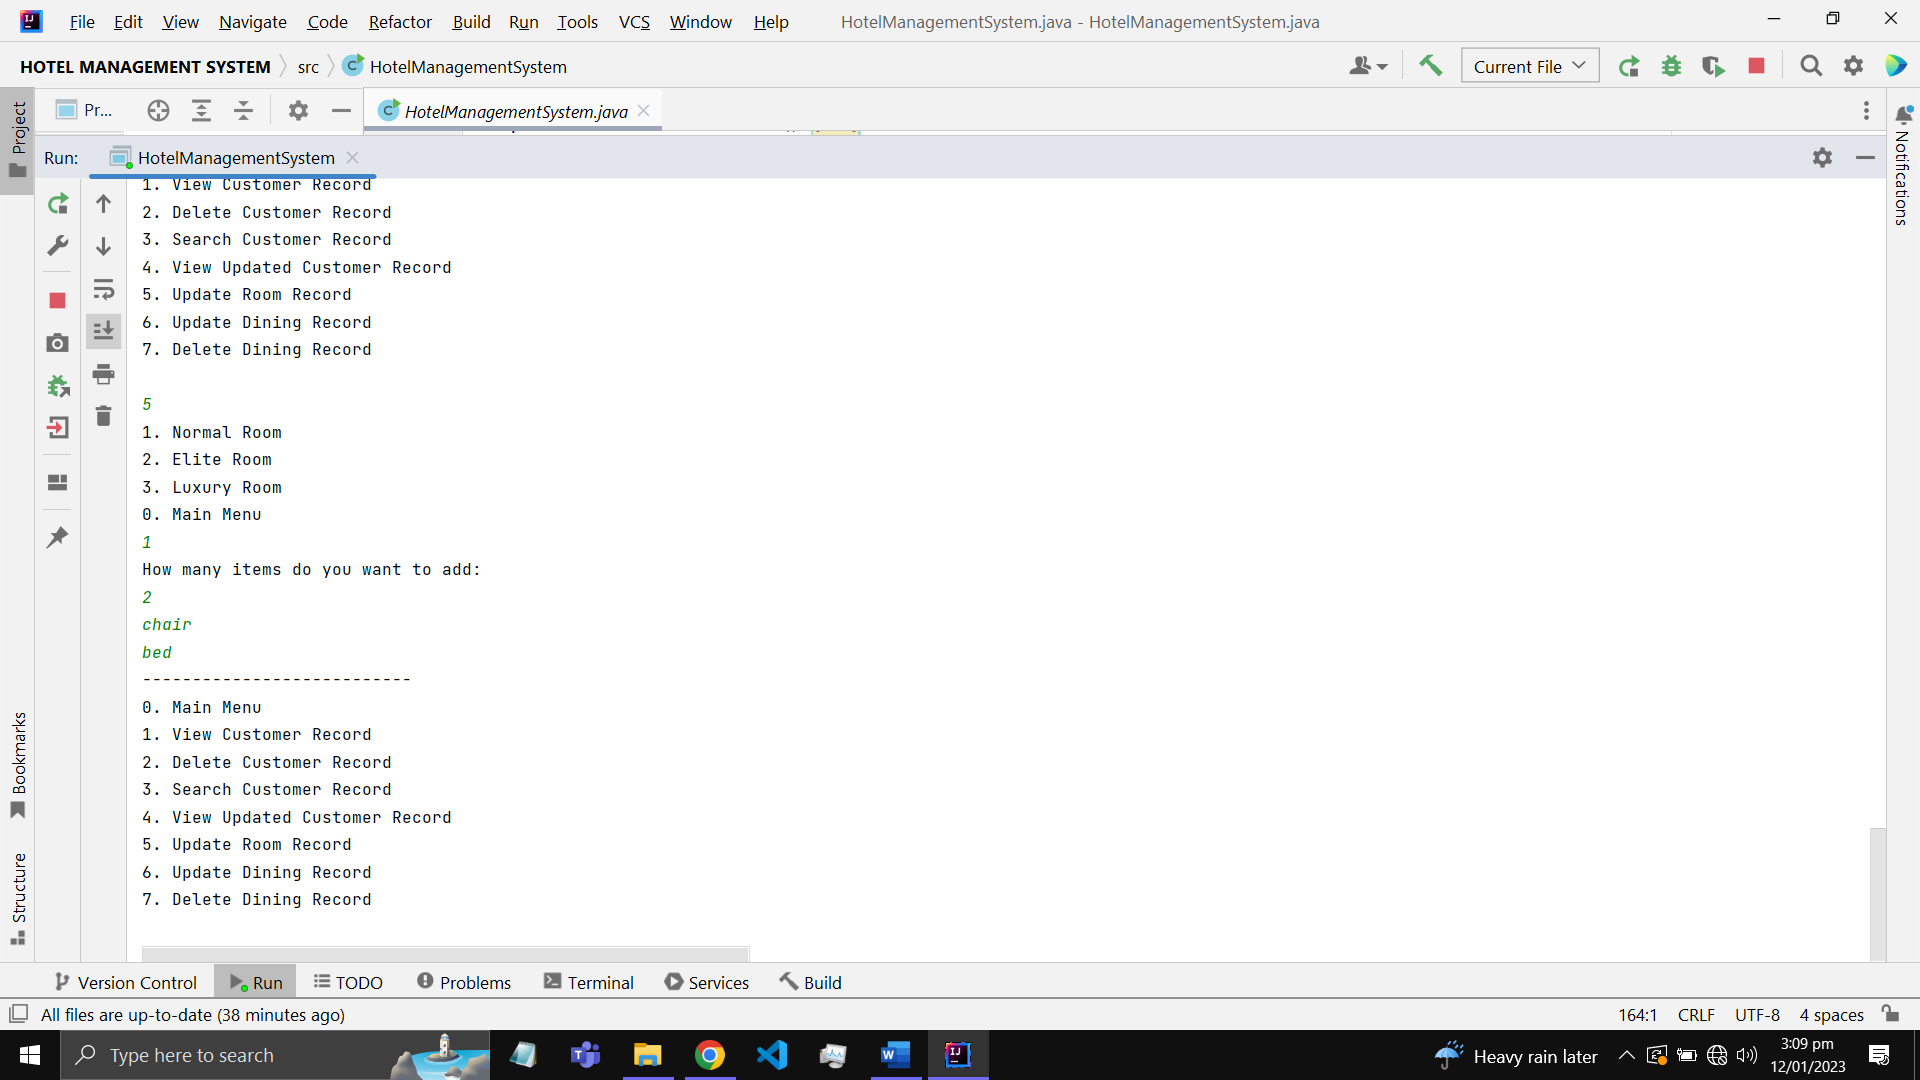 File Edit View Navigate Code Refactor Build Run Tools VCS Window Help HotelManagementSystem.java - HotelManagementSystem.java
HOTEL MANAGEMENT SYSTEM src HotelManagementSystem Current File
Project
Pr... HotelManagementSystem.java
Notifications
Run: HotelManagementSystem
1. View Customer Record
2. Delete Customer Record
3. Search Customer Record
4. View Updated Customer Record
5. Update Room Record
6. Update Dining Record
7. Delete Dining Record
5
1. Normal Room
2. Elite Room
3. Luxury Room
0. Main Menu
1
How many items do you want to add:
2
chair
bed
---------------------------
0. Main Menu
1. View Customer Record
2. Delete Customer Record
3. Search Customer Record
4. View Updated Customer Record
5. Update Room Record
6. Update Dining Record
7. Delete Dining Record
Bookmarks
Structure
Version Control Run TODO Problems Terminal Services Build
All files are up-to-date (38 minutes ago) 164:1 CRLF UTF-8 4 spaces
Type here to search Heavy rain later 3:09 pm
12/01/2023